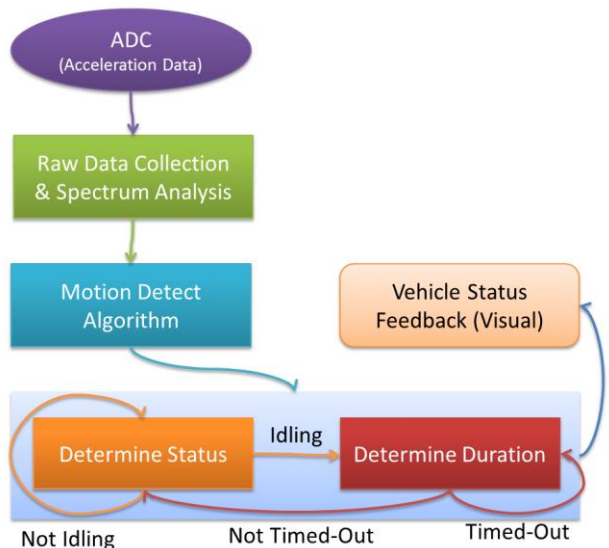 ADC
(Acceleration Data)
Raw Data Collection
& Spectrum Analysis
Motion Detect
Algorithm
Vehicle Status
Feedback (Visual)
Idling
Determine Status
Determine Duration
Not Idling
Not Timed-Out
Timed-Out